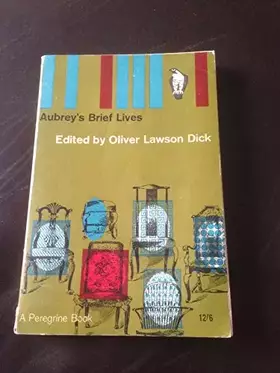 Aubrey's Brief Lives
Edited by Oliver Lawson Dick
A Peregrine Book 12/6